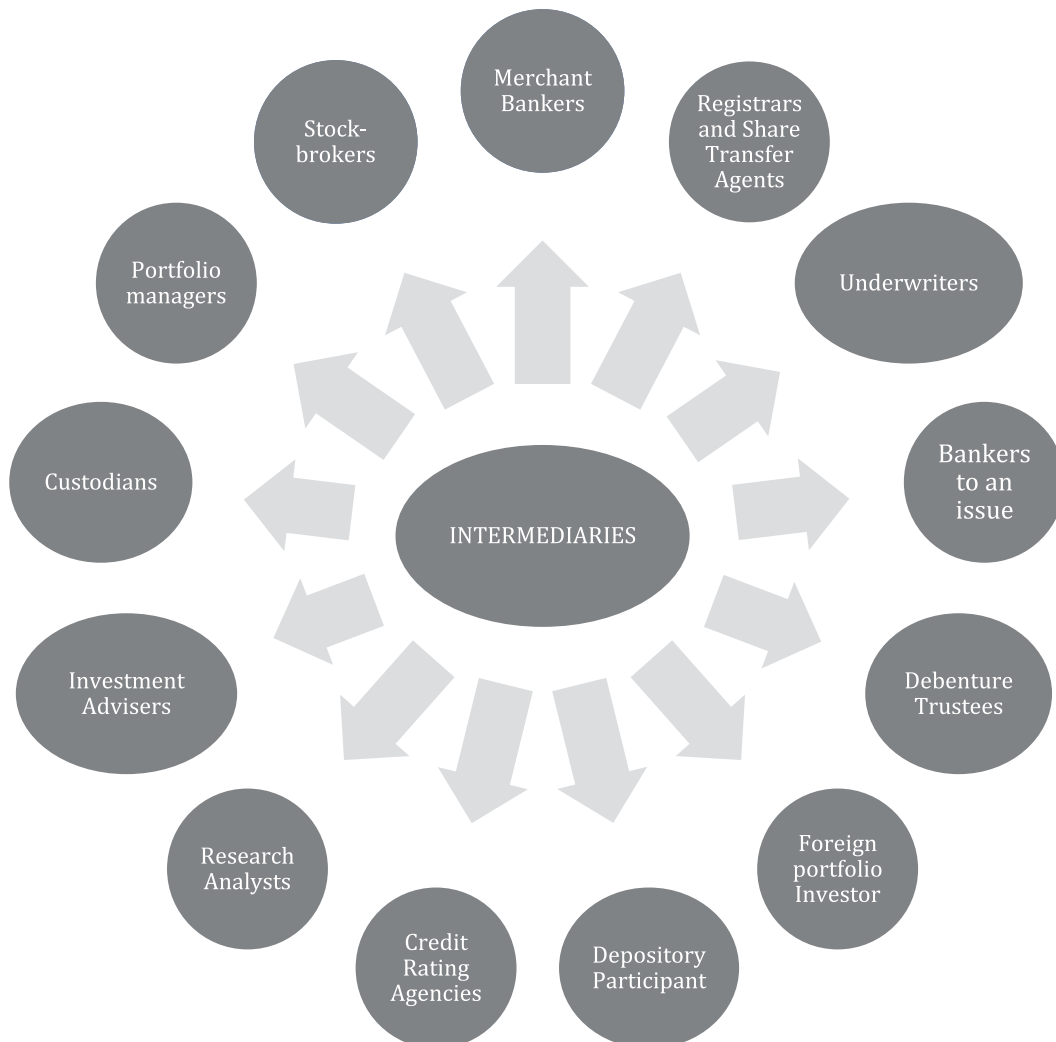 Merchant
Bankers
Registrars
and Share
Transfer
Agents
Underwriters
Bankers
to an
issue
Debenture
Trustees
Foreign
portfolio
Investor
Depository
Participant
Credit
Rating
Agencies
Research
Analysts
Investment
Advisers
Custodians
Portfolio
managers
Stock-
brokers
INTERMEDIARIES